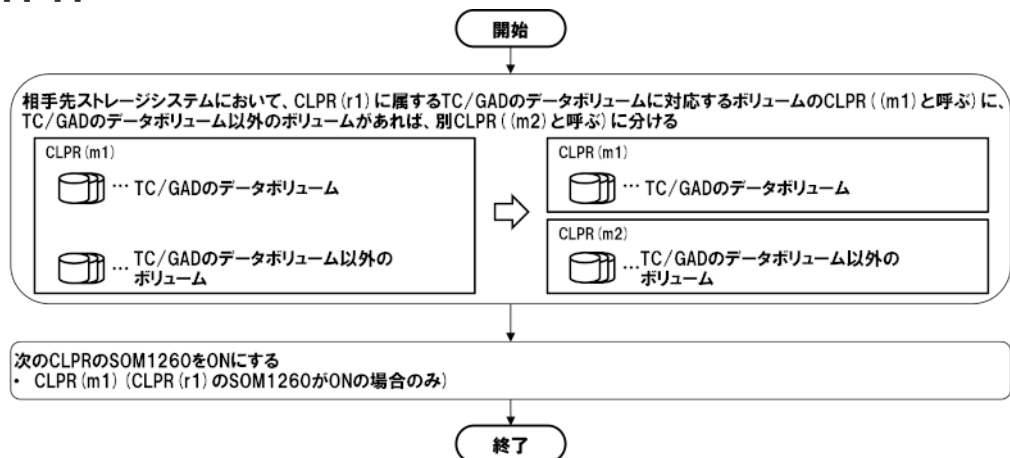 開始
相手先ストレージシステムにおいて、CLPR(r1)に属するTC/GADのデータボリュームに対応するボリュームのCLPR((m1)と呼ぶ)に、
TC/GADのデータボリューム以外のボリュームがあれば、別CLPR((m2)と呼ぶ)に分ける
CLPR(m1)
… TC/GADのデータボリューム
… TC/GADのデータボリューム以外の
ボリューム
CLPR(m1)
… TC/GADのデータボリューム
CLPR(m2)
…TC/GADのデータボリューム以外の
ボリューム
次のCLPRのSOM1260をONにする
• CLPR(m1) (CLPR(r1)のSOM1260がONの場合のみ)
終了